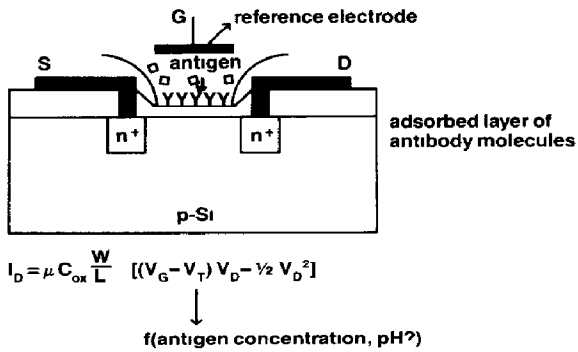 G
reference electrode
S
antigen
D
YYYYY
n+
n+
adsorbed layer of
antibody molecules
p-Si
I_D = μ C_ox W/L [(V_G – V_T) V_D – ½ V_D²]
f(antigen concentration, pH?)